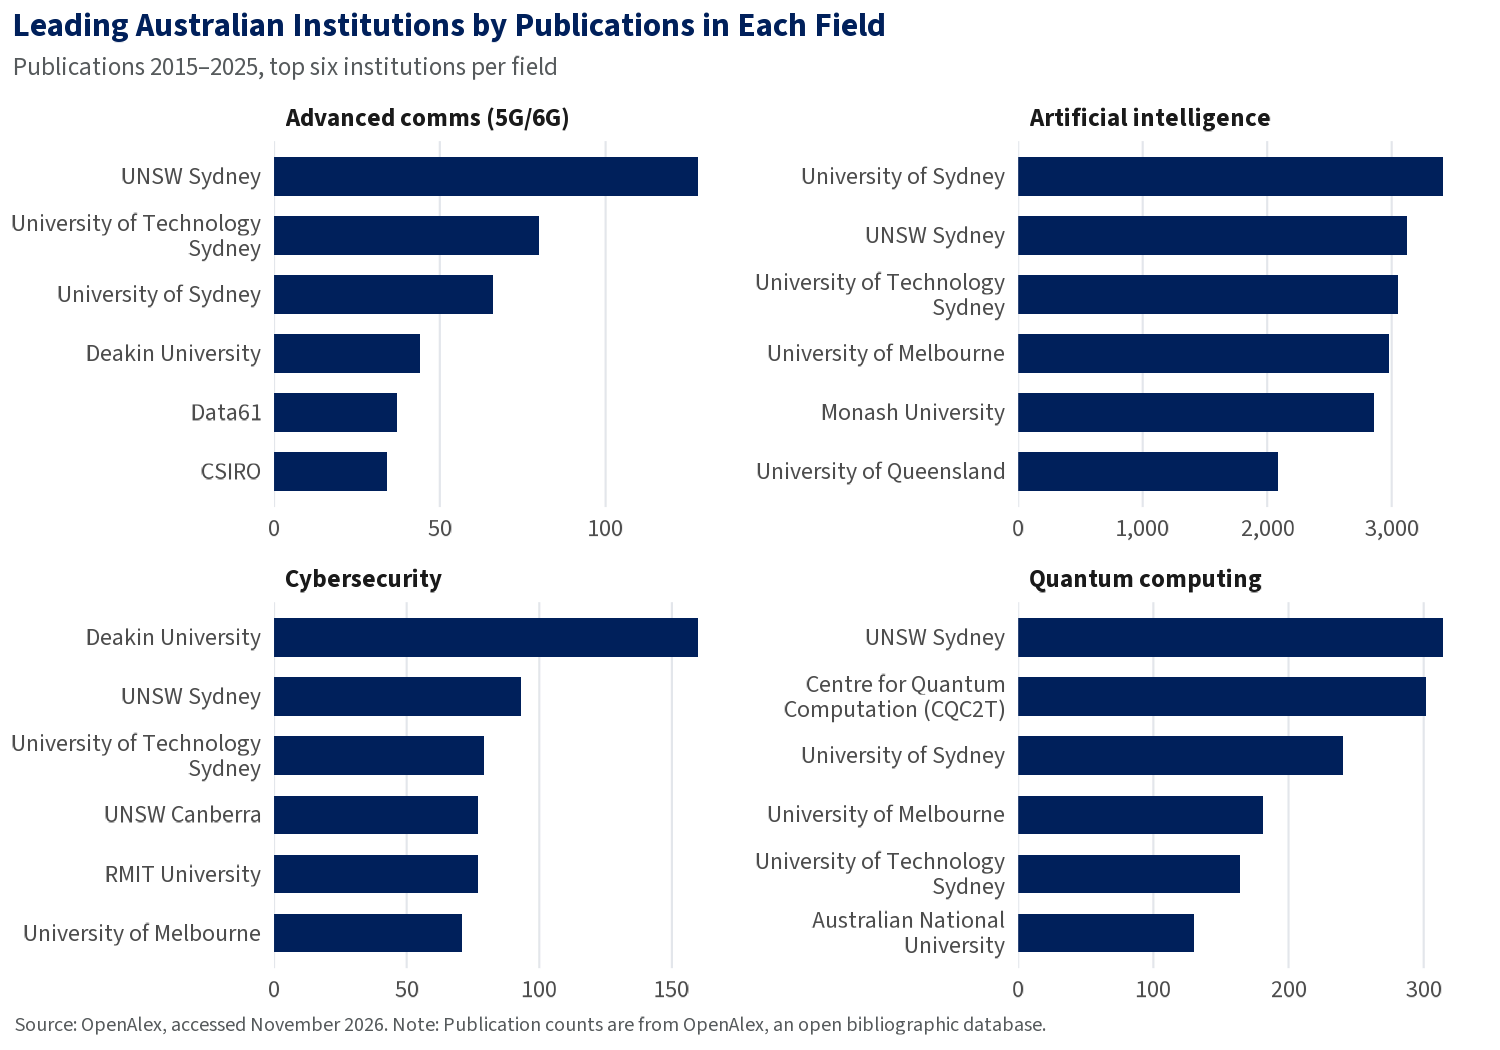 Leading Australian Institutions by Publications in Each Field
Publications 2015–2025, top six institutions per field
Advanced comms (5G/6G)
UNSW Sydney
University of Technology
Sydney
University of Sydney
Deakin University
Data61
CSIRO
0 50 100
Artificial intelligence
University of Sydney
UNSW Sydney
University of Technology
Sydney
University of Melbourne
Monash University
University of Queensland
0 1,000 2,000 3,000
Cybersecurity
Deakin University
UNSW Sydney
University of Technology
Sydney
UNSW Canberra
RMIT University
University of Melbourne
0 50 100 150
Quantum computing
UNSW Sydney
Centre for Quantum
Computation (CQC2T)
University of Sydney
University of Melbourne
University of Technology
Sydney
Australian National
University
0 100 200 300
Source: OpenAlex, accessed November 2026. Note: Publication counts are from OpenAlex, an open bibliographic database.